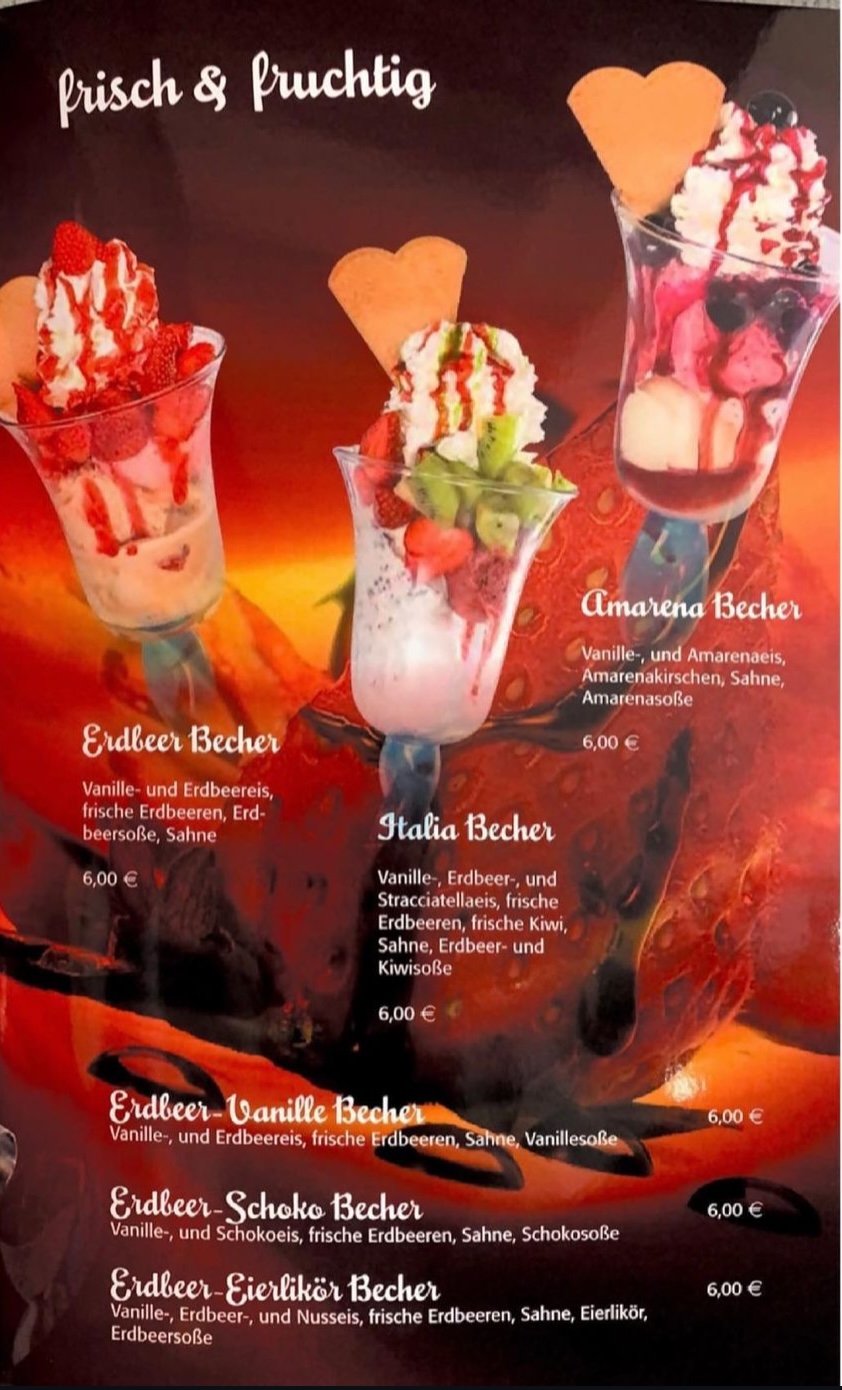 frisch & fruchtig
Amarena Becher
Vanille-, und Amarenaeis,
Amarenakirschen, Sahne,
Amarenasoße
6,00 €
Erdbeer Becher
Vanille- und Erdbeereis,
frische Erdbeeren, Erd-
beersoße, Sahne
6,00 €
Italia Becher
Vanille-, Erdbeer-, und
Stracciatellaeis, frische
Erdbeeren, frische Kiwi,
Sahne, Erdbeer- und
Kiwisoße
6,00 €
Erdbeer-Vanille Becher 6,00 €
Vanille-, und Erdbeereis, frische Erdbeeren, Sahne, Vanillesoße
Erdbeer-Schoko Becher 6,00 €
Vanille-, und Schokoeis, frische Erdbeeren, Sahne, Schokosoße
Erdbeer-Eierlikör Becher 6,00 €
Vanille-, Erdbeer-, und Nusseis, frische Erdbeeren, Sahne, Eierlikör,
Erdbeersoße